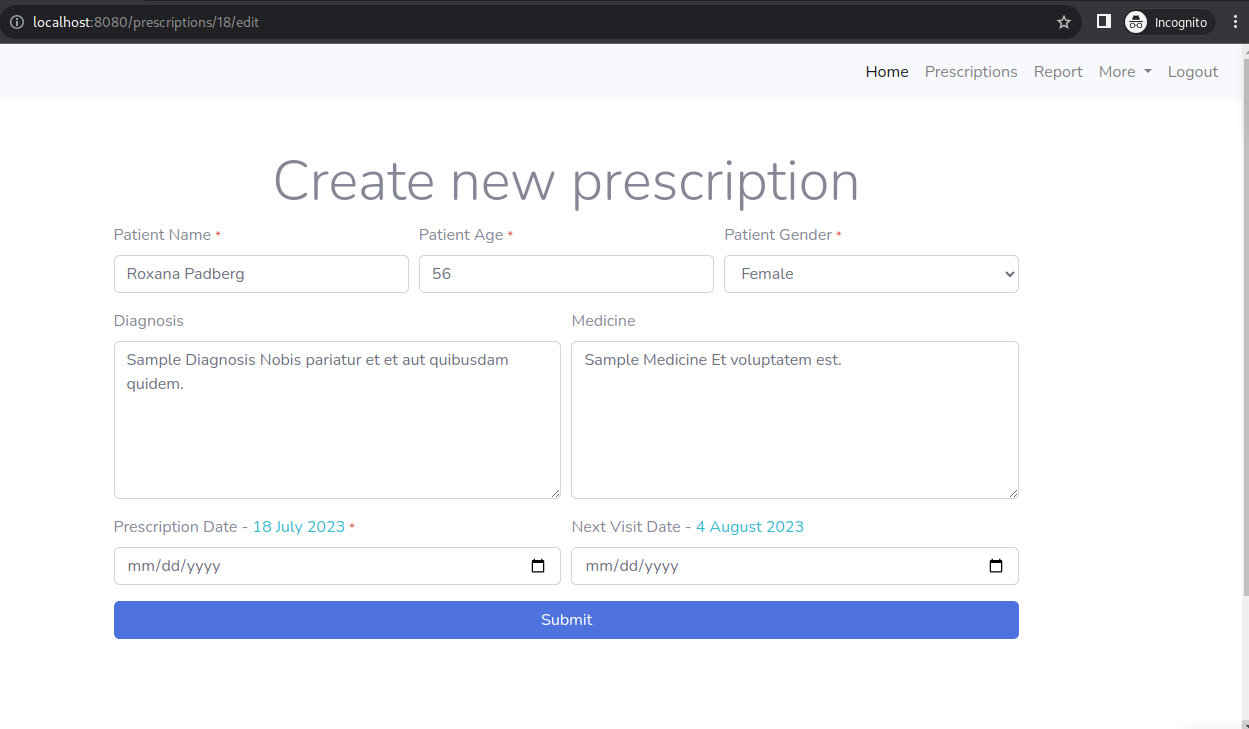 localhost:8080/prescriptions/18/edit
Incognito
Home Prescriptions Report More Logout
Create new prescription
Patient Name * Patient Age * Patient Gender *
Roxana Padberg 56 Female
Diagnosis Medicine
Sample Diagnosis Nobis pariatur et et aut quibusdam
quidem.
Sample Medicine Et voluptatem est.
Prescription Date - 18 July 2023 * Next Visit Date - 4 August 2023
mm/dd/yyyy mm/dd/yyyy
Submit